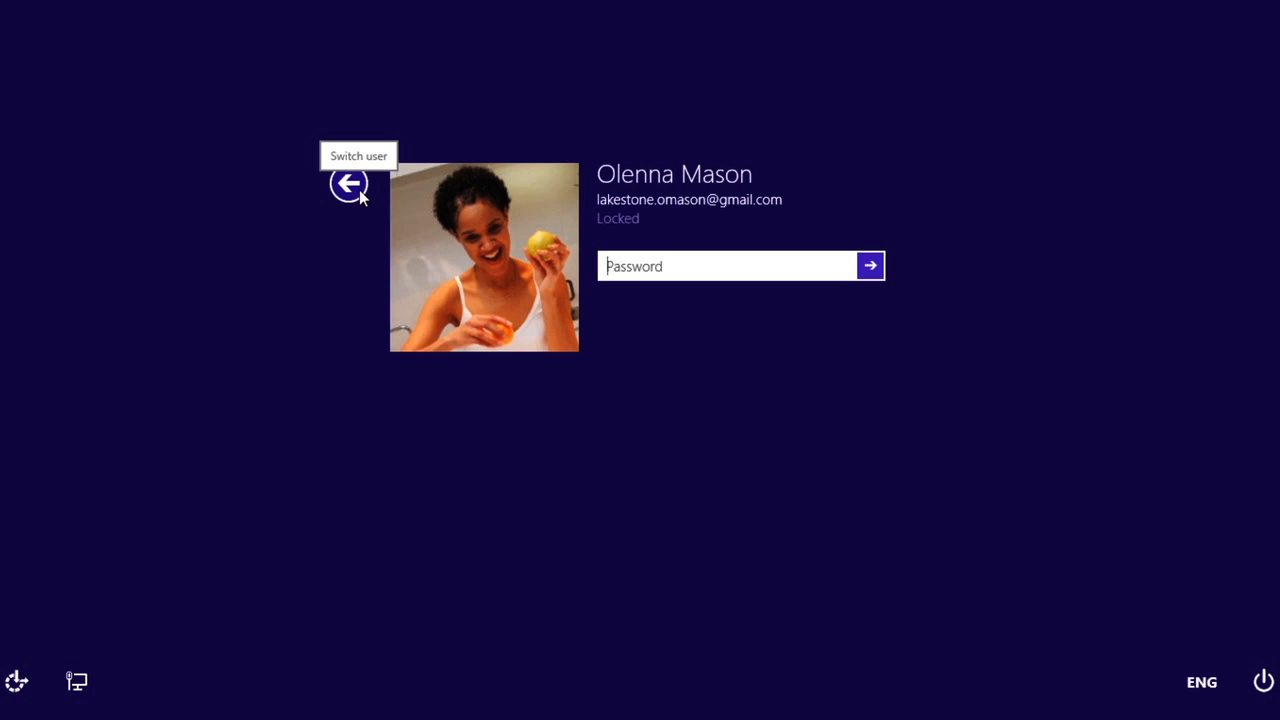 Switch user
Olenna Mason
lakestone.omason@gmail.com
Locked
Password
ENG